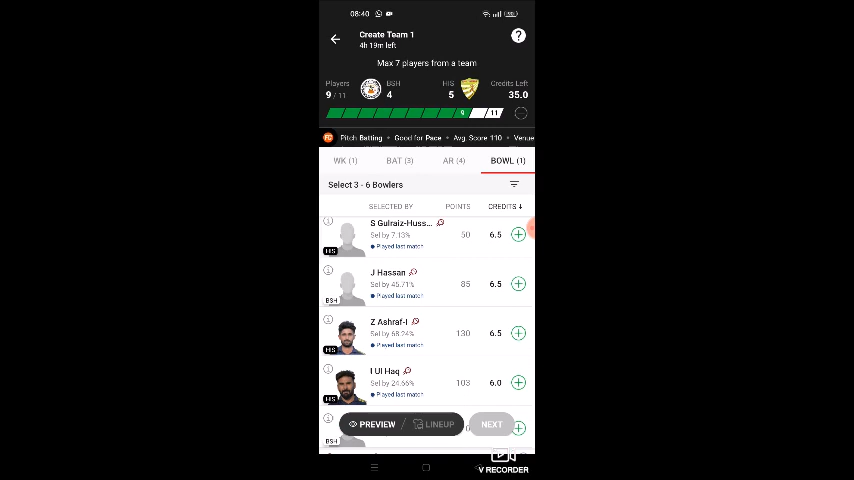 08:40
Create Team 1
4h 19m left
?
Max 7 players from a team
Players BSH HIS Credits Left
9 / 11 4 5 35.0
9 11
Pitch Batting • Good for Pace • Avg. Score 110 • Venue
WK (1) BAT (3) AR (4) BOWL (1)
Select 3 - 6 Bowlers
SELECTED BY POINTS CREDITS ↓
S Gulraiz-Huss...
Sel by 7.13% 50 6.5
Played last match
HIS
J Hassan
Sel by 45.71% 85 6.5
Played last match
BSH
Z Ashraf-I
Sel by 68.24% 130 6.5
Played last match
HIS
I Ul Haq
Sel by 24.66% 103 6.0
Played last match
HIS
PREVIEW / LINEUP NEXT
BSH
V RECORDER